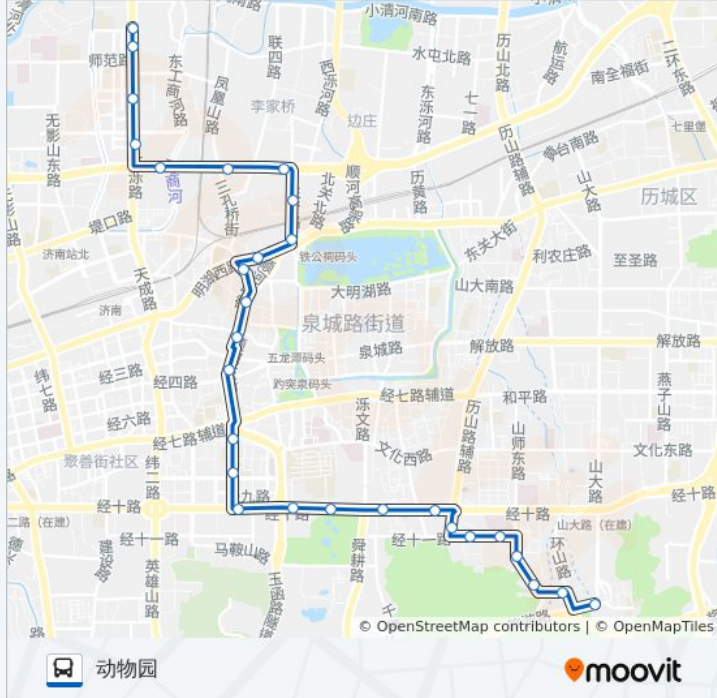 小清河南路
师范路
东工商河路
联四路
西泺河路
水屯北路
历山北路
航运路
二环东路
南全福街
凤凰山路
李家桥
边庄
东泺河路
七一路
七里堡
无影山东路
历山路辅路
泺路
商河
三孔桥街
北关北路
顺河高架路
历黄路
山大路
历城区
堤口路
东关大街
利农庄路
至圣路
济南站北
天成路
明湖西路
铁公祠码头
大明湖路
山大南路
济南
泉城路街道
五龙潭码头
泉城路
解放路
解放路
纬七路
经三路
经四路
趵突泉码头
经七路辅道
和平路
燕子山路
经六路
经七路辅道
泺文路
历山路辅路
山师东路
文化西路
文化东路
聚善街社区
纬二路
山大路
九路
经十路
经十路
经十路
二路（在建）
山大路（在建）
建设路
经十一路
马鞍山路
舜耕路
经十一路
环山路
英雄山路
玉函路隧道
© OpenStreetMap contributors | © OpenMapTiles
动物园
moovit